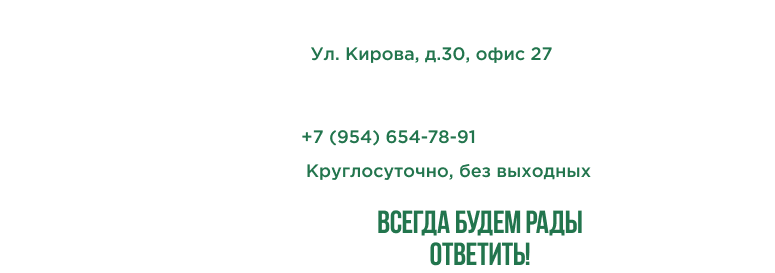 Ул. Кирова, д.30, офис 27
+7 (954) 654-78-91
Круглосуточно, без выходных
ВСЕГДА БУДЕМ РАДЫ
ОТВЕТИТЬ!